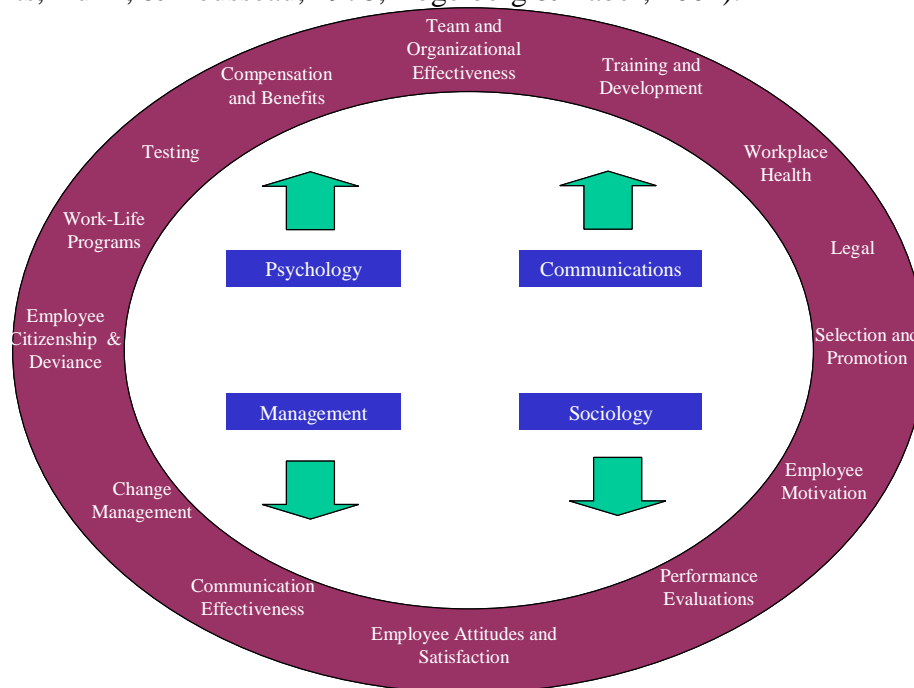 Team and
Organizational
Effectiveness
Compensation
and Benefits
Training and
Development
Testing
Workplace
Health
Work-Life
Programs
Legal
Psychology
Communications
Employee
Citizenship &
Deviance
Selection and
Promotion
Management
Sociology
Employee
Motivation
Change
Management
Communication
Effectiveness
Performance
Evaluations
Employee Attitudes and
Satisfaction